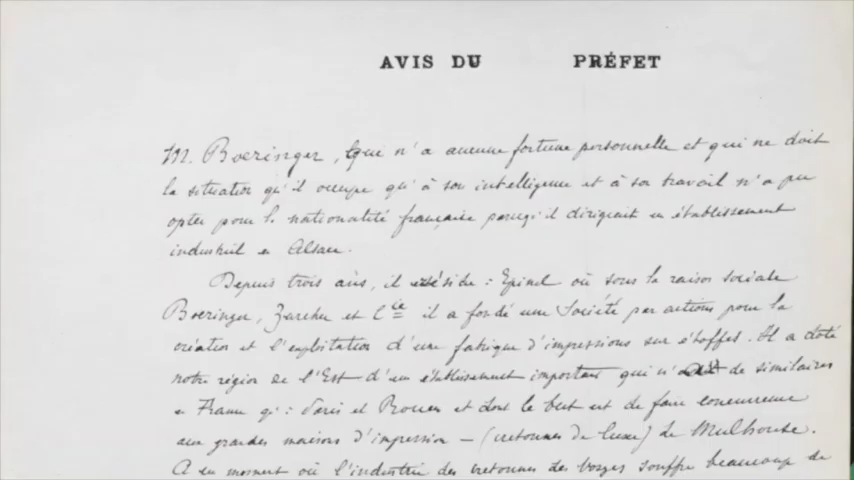 AVIS DU PRÉFET
M. Boeringer, qui n'a aucune fortune personnelle et qui ne doit
la situation qu'il occupe qu'à son intelligence et à son travail n'a pu
opter pour la nationalité française parcqu'il dirigeait un établissement
industriel en Alsace.
Depuis trois ans, il réside à Epinal où sous la raison sociale
Boeringer, Zurcher et Cie il a fondé une Société par actions pour la
création et l'exploitation d'une fabrique d'impressions sur étoffes. Il a doté
notre région de l'Est d'un établissement important qui n'a de similaires
en France qu'à Paris et Rouen et dont le but est de faire concurrence
aux grandes maisons d'impression — (cretonnes de luxe) de Mulhouse.
A un moment où l'industrie des cretonnes des Vosges souffre beaucoup de